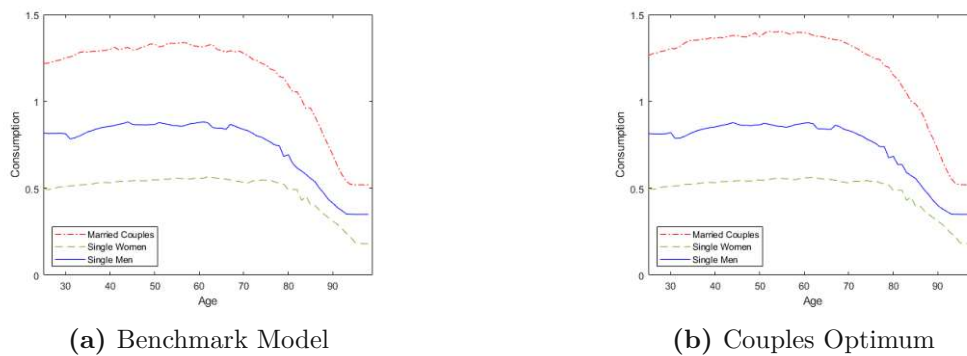 1.5
1
0.5
0
Consumption
Married Couples
Single Women
Single Men
30 40 50 60 70 80 90
Age
(a) Benchmark Model
1.5
1
0.5
0
Consumption
Married Couples
Single Women
Single Men
30 40 50 60 70 80 90
Age
(b) Couples Optimum